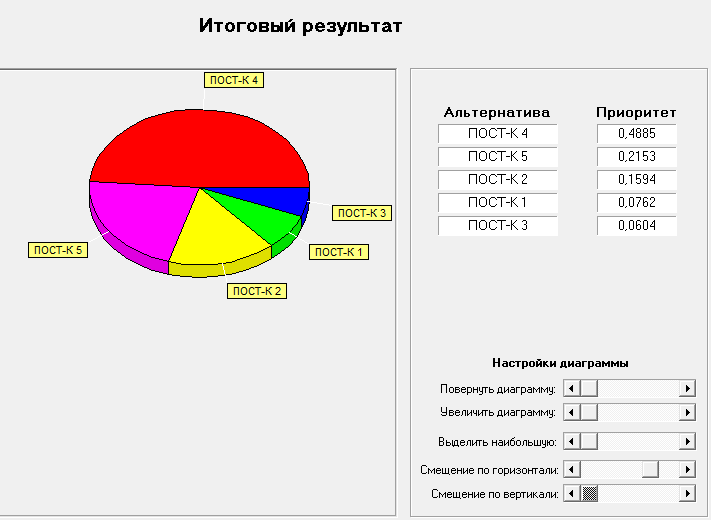 Итоговый результат
ПОСТ-К 4
ПОСТ-К 3
ПОСТ-К 1
ПОСТ-К 5
ПОСТ-К 2
Альтернатива Приоритет
ПОСТ-К 4 0,4885
ПОСТ-К 5 0,2153
ПОСТ-К 2 0,1594
ПОСТ-К 1 0,0762
ПОСТ-К 3 0,0604
Настройки диаграммы
Повернуть диаграмму:
Увеличить диаграмму:
Выделить наибольшую:
Смещение по горизонтали:
Смещение по вертикали: